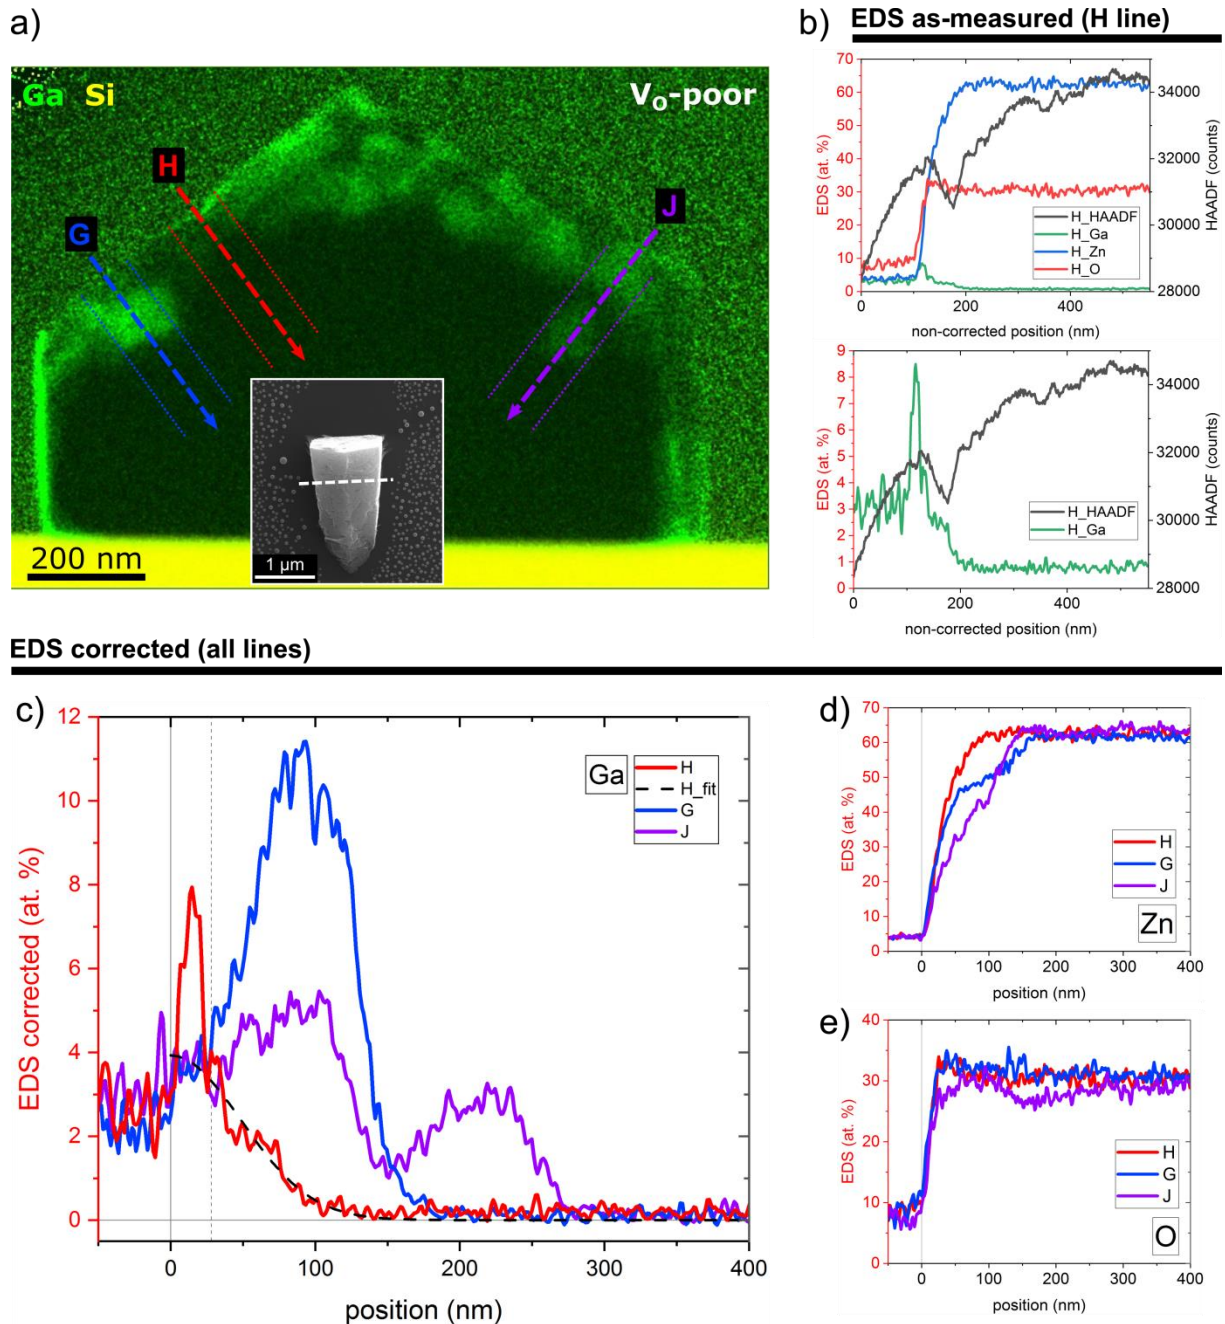 a)
Ga Si
V₀-poor
H
G
J
200 nm
1 µm
b) EDS as-measured (H line)
70
60
50
40
30
20
10
0
EDS (at. %)
34000
32000
30000
28000
HAADF (counts)
H_HAADF
H_Ga
H_Zn
H_O
0 200 400
non-corrected position (nm)
9
8
7
6
5
4
3
2
1
0
EDS (at. %)
34000
32000
30000
28000
HAADF (counts)
H_HAADF
H_Ga
0 200 400
non-corrected position (nm)
EDS corrected (all lines)
c)
12
10
8
6
4
2
0
EDS corrected (at. %)
Ga
H
H_fit
G
J
0 100 200 300 400
position (nm)
d)
70
60
50
40
30
20
10
0
EDS (at. %)
H
G
J
Zn
0 100 200 300 400
position (nm)
e)
40
30
20
10
0
EDS (at. %)
H
G
J
O
0 100 200 300 400
position (nm)